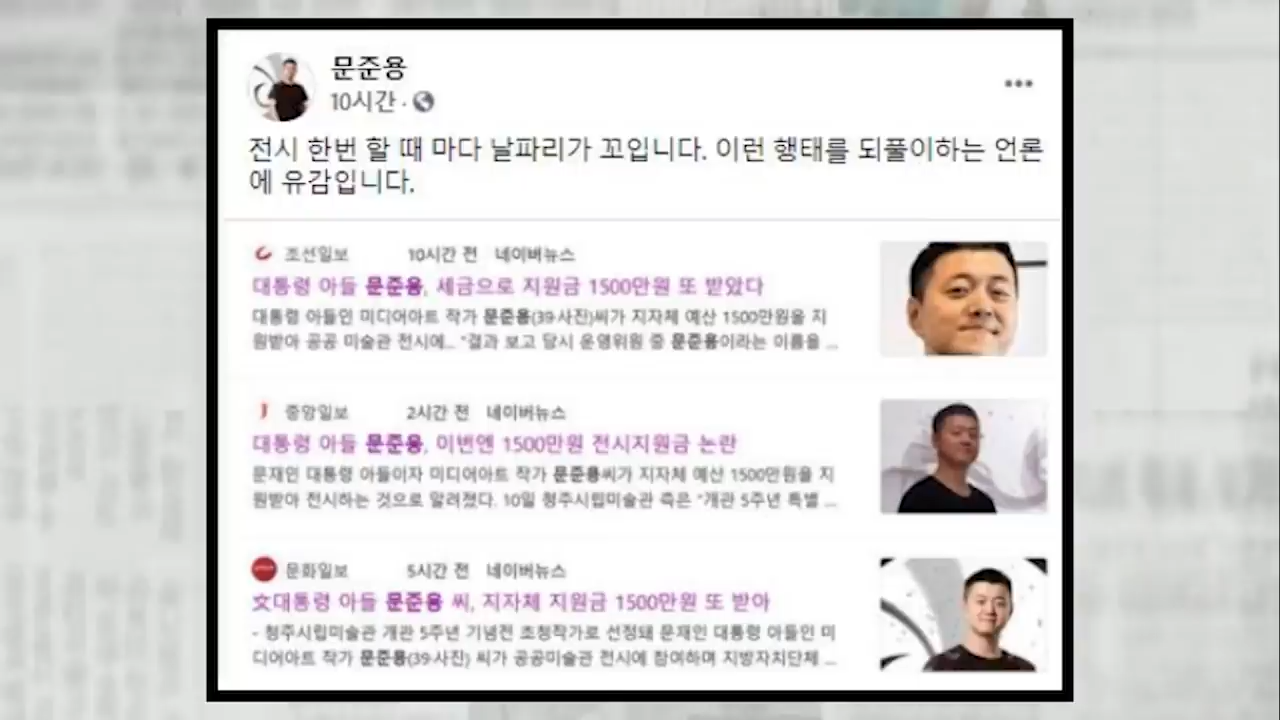 문준용
10시간 ·
전시 한번 할 때 마다 날파리가 꼬입니다. 이런 행태를 되풀이하는 언론
에 유감입니다.
조선일보 10시간 전 네이버뉴스
대통령 아들 문준용, 세금으로 지원금 1500만원 또 받았다
대통령 아들인 미디어아트 작가 문준용(39·사진)씨가 지자체 예산 1500만원을 지
원받아 공공 미술관 전시에... "결과 보고 당시 운영위원 중 문준용이라는 이름을 ...
중앙일보 2시간 전 네이버뉴스
대통령 아들 문준용, 이번엔 1500만원 전시지원금 논란
문재인 대통령 아들이자 미디어아트 작가 문준용씨가 지자체 예산 1500만원을 지
원받아 전시하는 것으로 알려졌다. 10일 청주시립미술관 측은 "개관 5주년 특별 ...
문화일보 5시간 전 네이버뉴스
文대통령 아들 문준용 씨, 지자체 지원금 1500만원 또 받아
- 청주시립미술관 개관 5주년 기념전 초청작가로 선정돼 문재인 대통령 아들인 미
디어아트 작가 문준용(39·사진) 씨가 공공미술관 전시에 참여하며 지방자치단체 ...